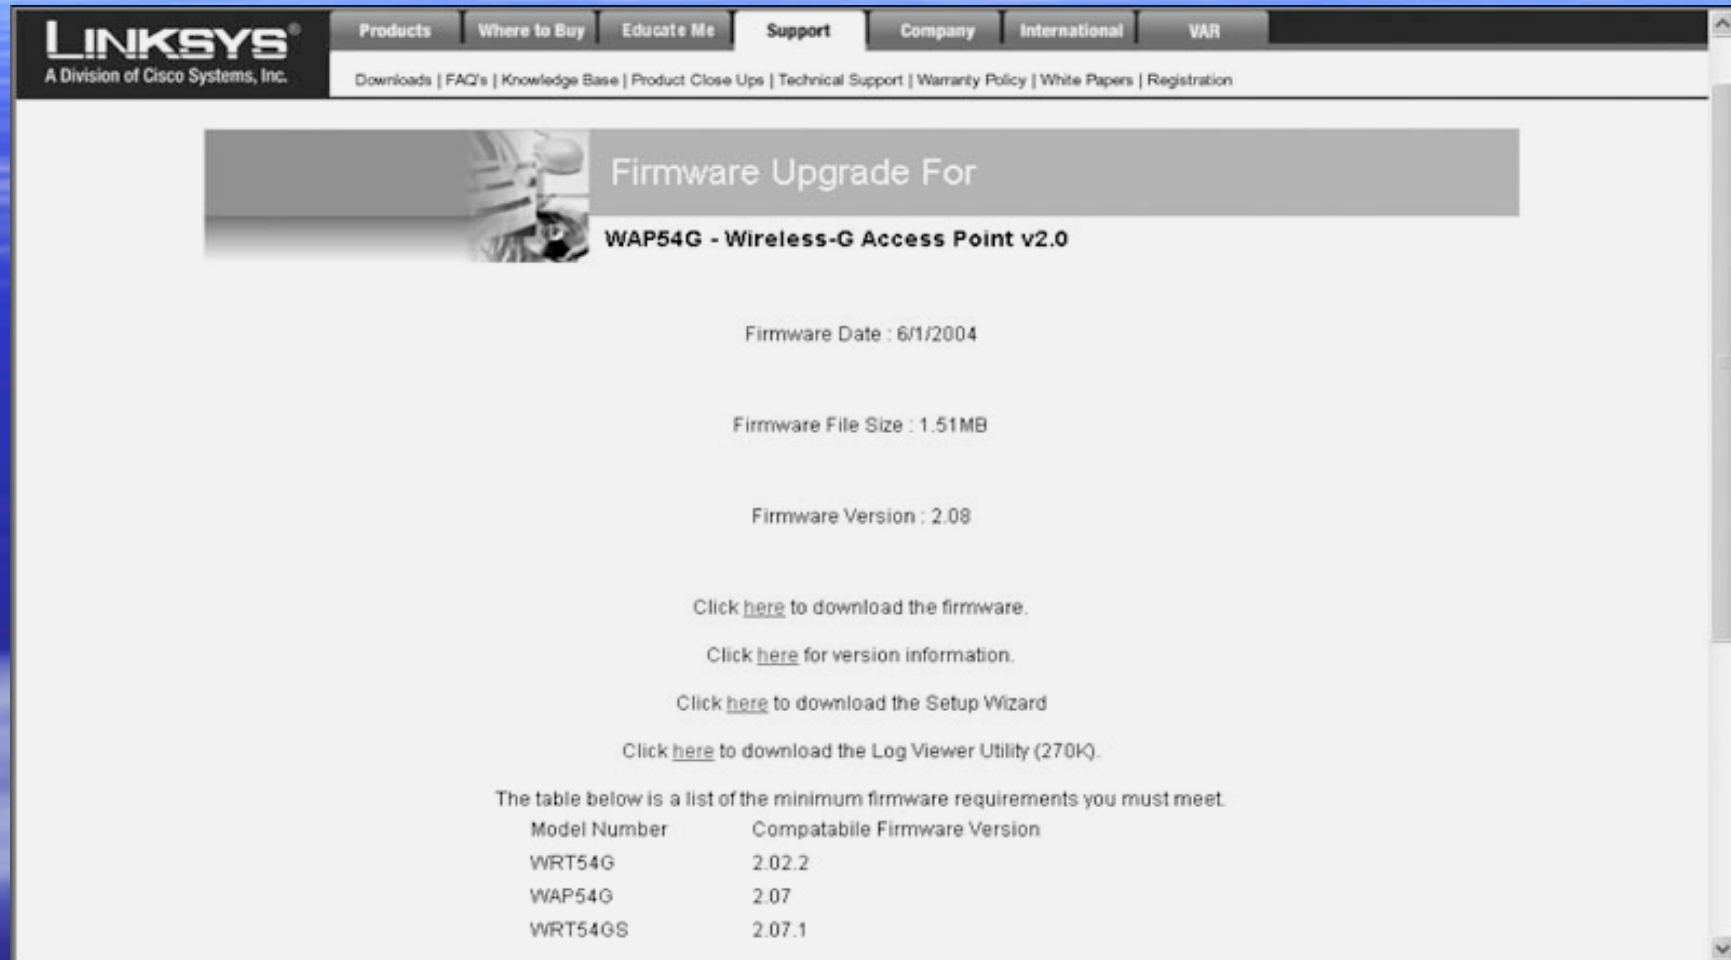 LINKSYS®
A Division of Cisco Systems, Inc.
Products Where to Buy Educate Me Support Company International VAR
Downloads | FAQ's | Knowledge Base | Product Close Ups | Technical Support | Warranty Policy | White Papers | Registration
Firmware Upgrade For
WAP54G - Wireless-G Access Point v2.0
Firmware Date : 6/1/2004
Firmware File Size : 1.51MB
Firmware Version : 2.08
Click here to download the firmware.
Click here for version information.
Click here to download the Setup Wizard
Click here to download the Log Viewer Utility (270K).
The table below is a list of the minimum firmware requirements you must meet.
Model Number Compatabile Firmware Version
WRT54G 2.02.2
WAP54G 2.07
WRT54GS 2.07.1